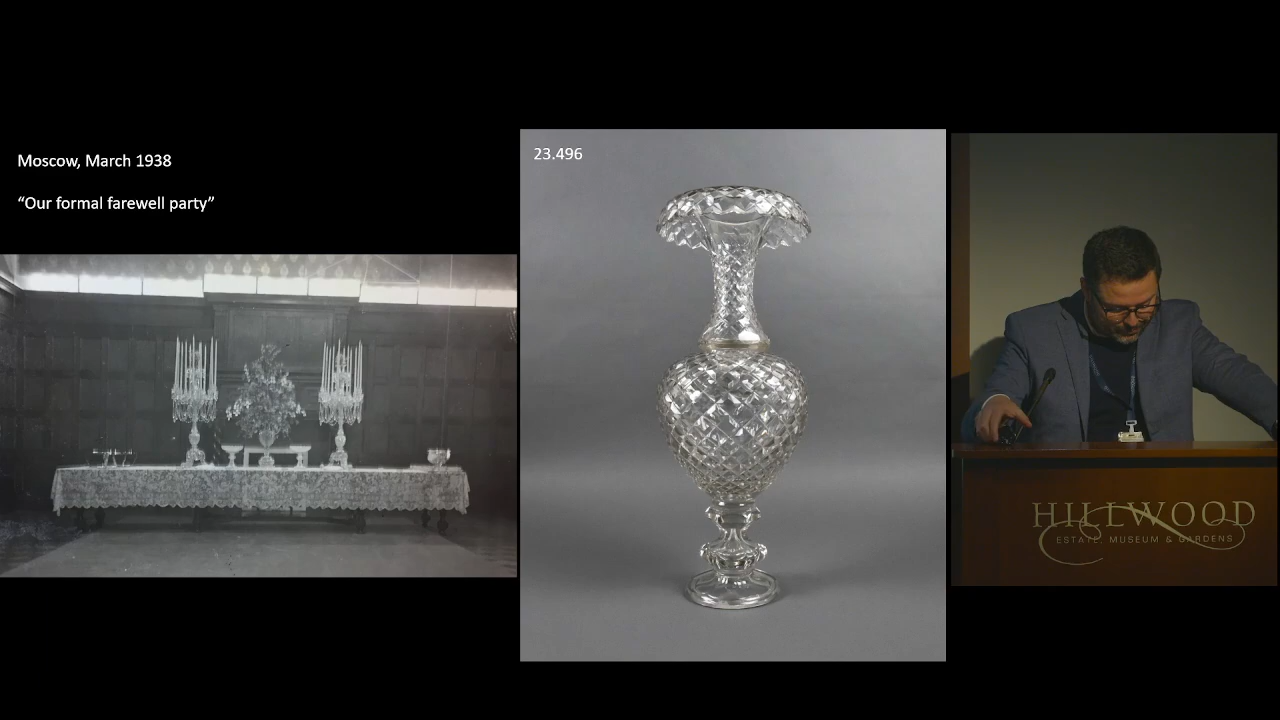 Moscow, March 1938
“Our formal farewell party”
23.496
HILLWOOD
ESTATE, MUSEUM & GARDENS